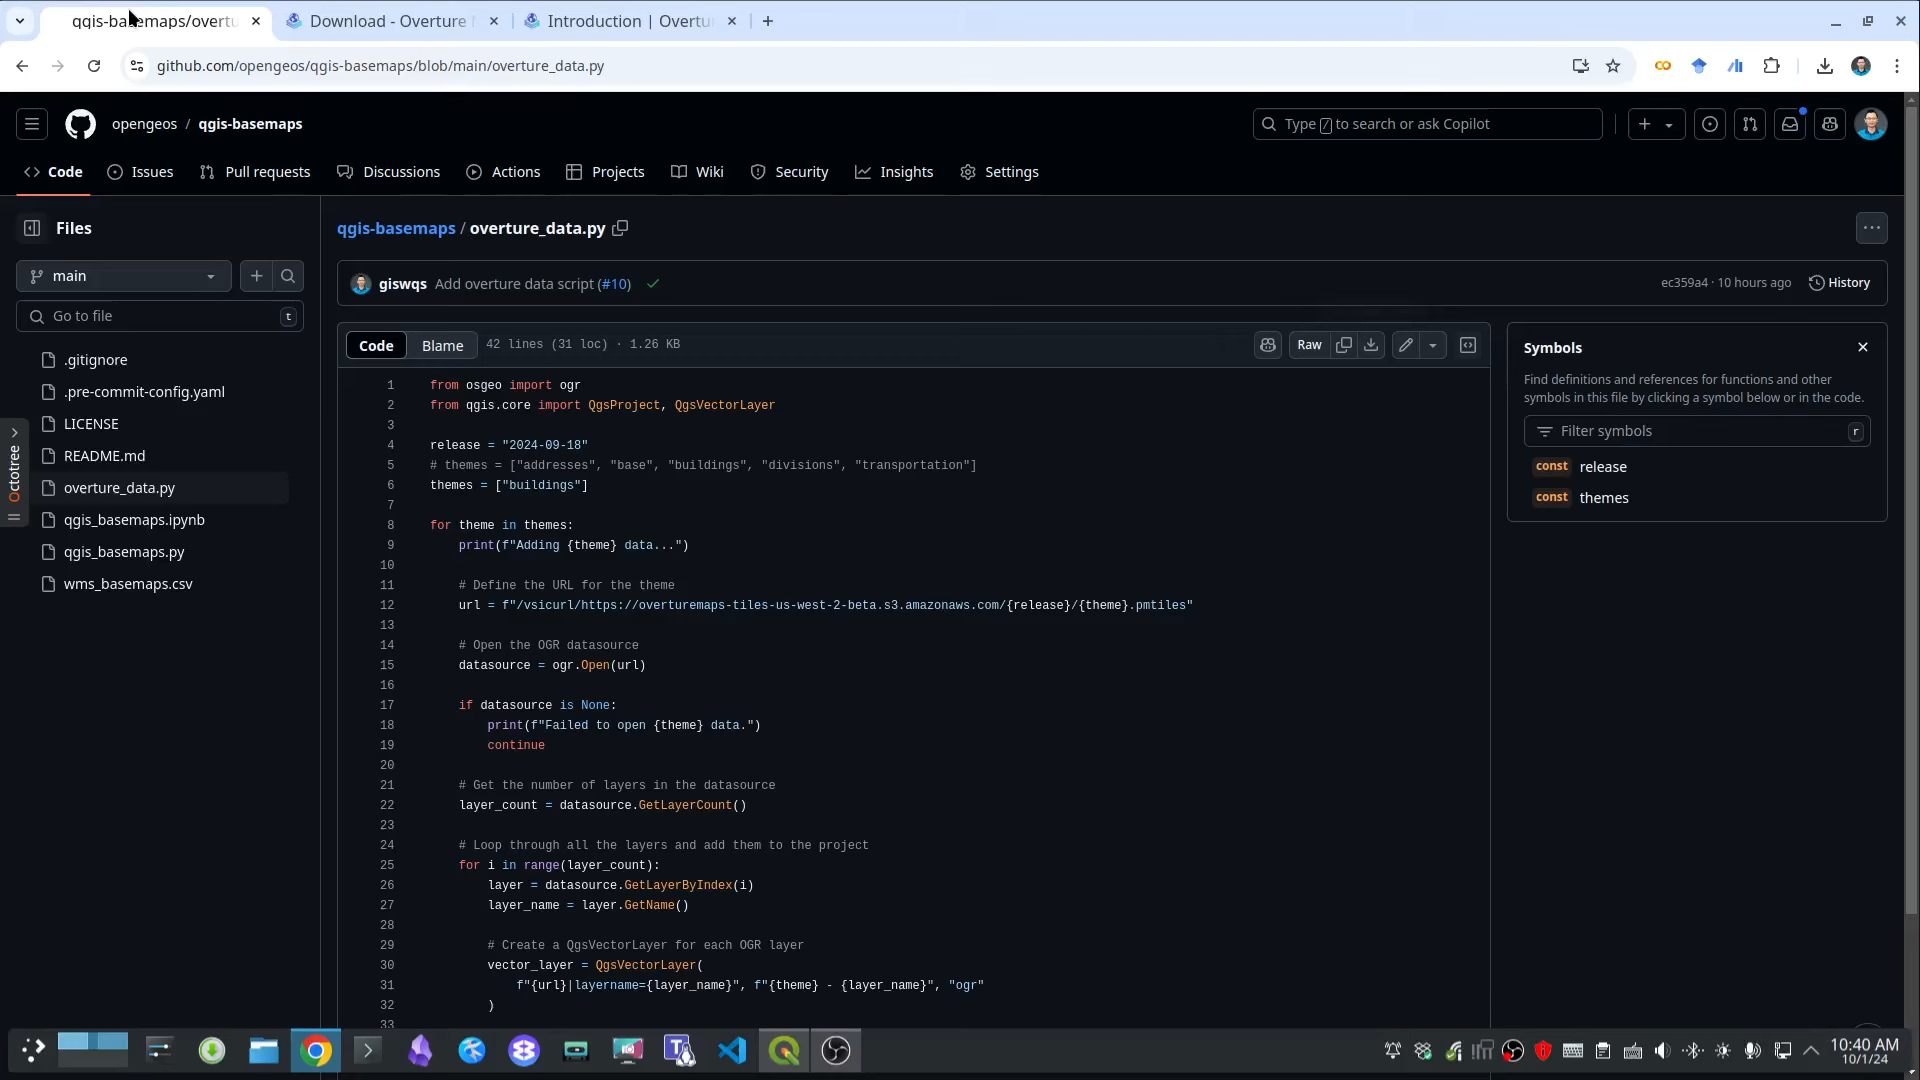 qgis-basemaps/overtu
Download - Overture
Introduction | Overtu
github.com/opengeos/qgis-basemaps/blob/main/overture_data.py
opengeos / qgis-basemaps
Type / to search or ask Copilot
Code
Issues
Pull requests
Discussions
Actions
Projects
Wiki
Security
Insights
Settings
Files
main
Go to file
t
.gitignore
.pre-commit-config.yaml
LICENSE
README.md
overture_data.py
qgis_basemaps.ipynb
qgis_basemaps.py
wms_basemaps.csv
Octotree
qgis-basemaps / overture_data.py
giswqs Add overture data script (#10)
ec359a4 · 10 hours ago
History
Code
Blame
42 lines (31 loc) · 1.26 KB
Raw
1 from osgeo import ogr
2 from qgis.core import QgsProject, QgsVectorLayer
3
4 release = "2024-09-18"
5 # themes = ["addresses", "base", "buildings", "divisions", "transportation"]
6 themes = ["buildings"]
7
8 for theme in themes:
9 print(f"Adding {theme} data...")
10
11 # Define the URL for the theme
12 url = f"/vsicurl/https://overturemaps-tiles-us-west-2-beta.s3.amazonaws.com/{release}/{theme}.pmtiles"
13
14 # Open the OGR datasource
15 datasource = ogr.Open(url)
16
17 if datasource is None:
18 print(f"Failed to open {theme} data.")
19 continue
20
21 # Get the number of layers in the datasource
22 layer_count = datasource.GetLayerCount()
23
24 # Loop through all the layers and add them to the project
25 for i in range(layer_count):
26 layer = datasource.GetLayerByIndex(i)
27 layer_name = layer.GetName()
28
29 # Create a QgsVectorLayer for each OGR layer
30 vector_layer = QgsVectorLayer(
31 f"{url}|layername={layer_name}", f"{theme} - {layer_name}", "ogr"
32 )
33
Symbols
Find definitions and references for functions and other
symbols in this file by clicking a symbol below or in the code.
Filter symbols
r
const release
const themes
10:40 AM
10/1/24